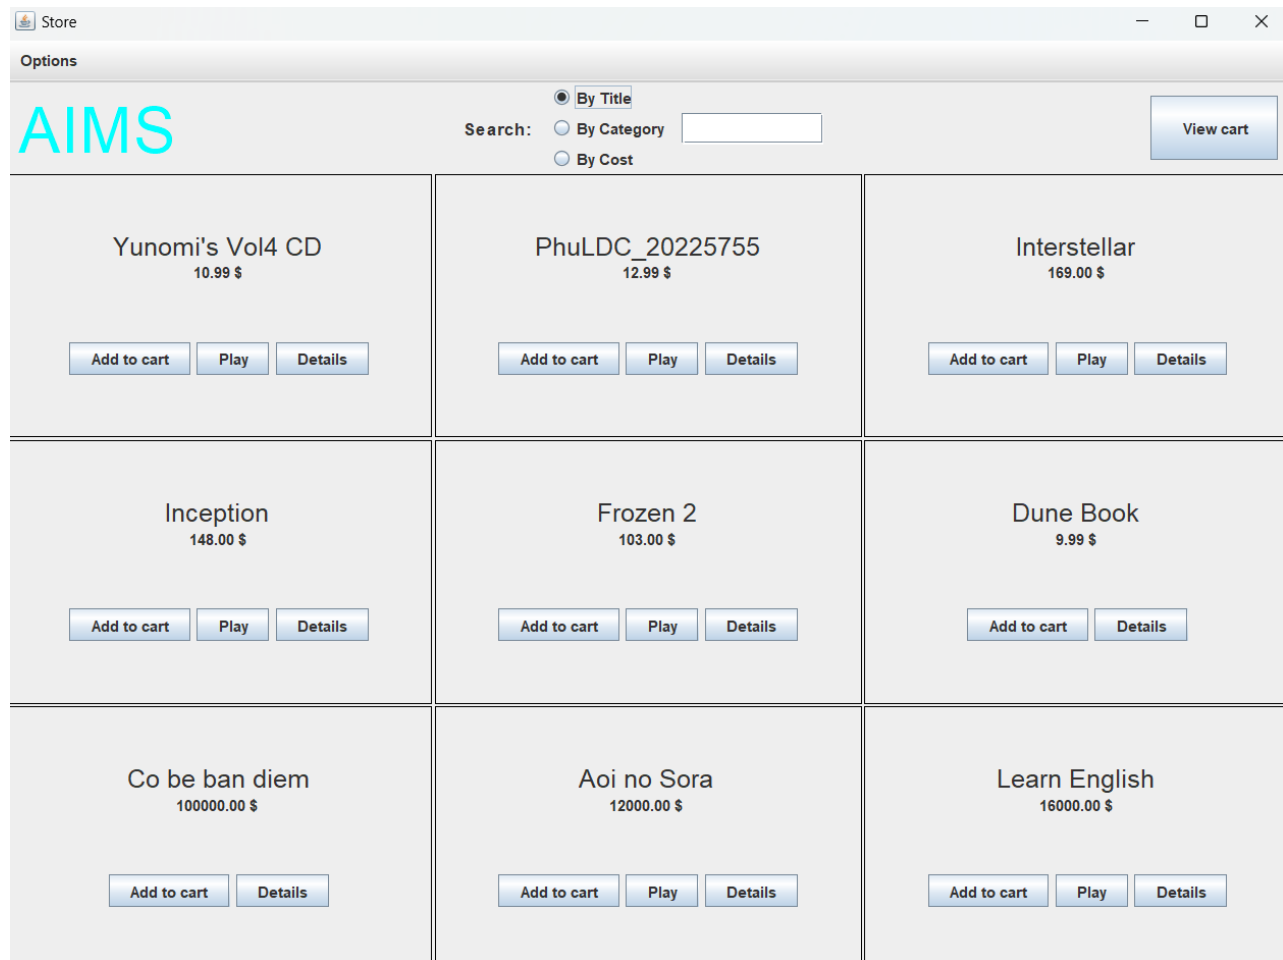 Store
Options
AIMS
Search:
By Title
By Category
By Cost
View cart
Yunomi's Vol4 CD
10.99 $
Add to cart Play Details
PhuLDC_20225755
12.99 $
Add to cart Play Details
Interstellar
169.00 $
Add to cart Play Details
Inception
148.00 $
Add to cart Play Details
Frozen 2
103.00 $
Add to cart Play Details
Dune Book
9.99 $
Add to cart Details
Co be ban diem
100000.00 $
Add to cart Details
Aoi no Sora
12000.00 $
Add to cart Play Details
Learn English
16000.00 $
Add to cart Play Details